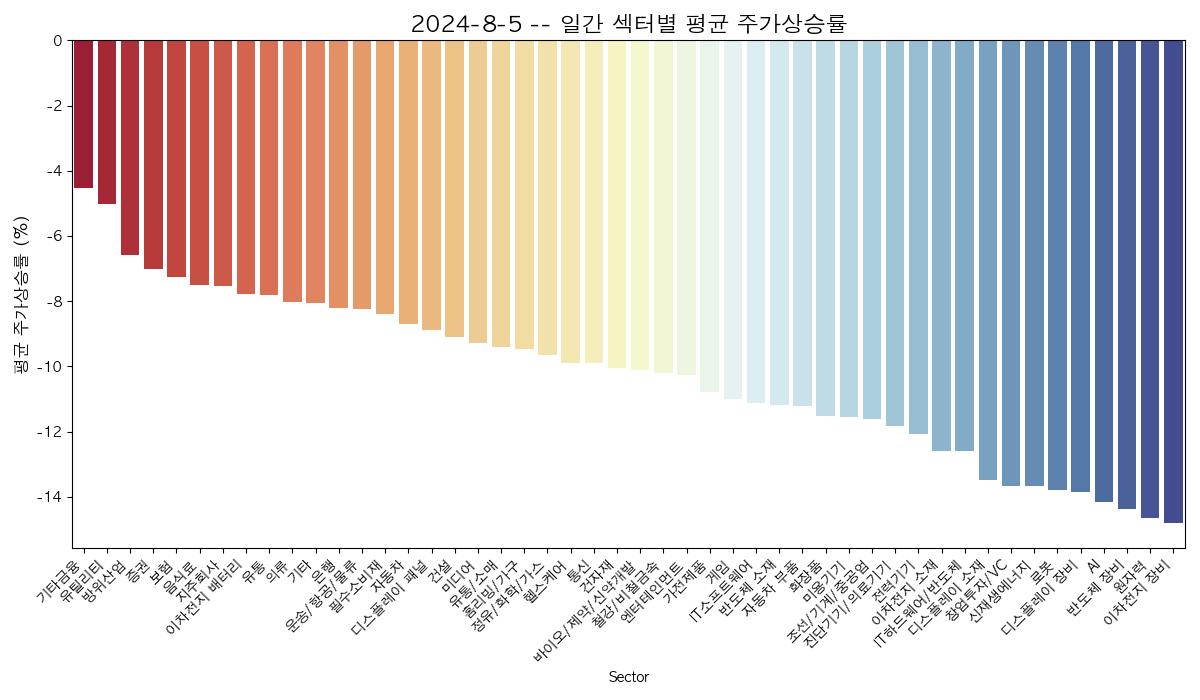 2024-8-5 -- 일간 섹터별 평균 주가상승률
평균 주가상승률 (%)
0
-2
-4
-6
-8
-10
-12
-14
기타금융
유틸리티
방위산업
증권
보험
음식료
지주회사
이차전지 배터리
유통
의류
기타
은행
운송/항공/물류
필수소비재
자동차
디스플레이 패널
건설
미디어
유통/소매
홈리빙/가구
정유/화학/가스
헬스케어
통신
건자재
바이오/제약/신약개발
철강/비철금속
엔터테인먼트
가전제품
게임
IT소프트웨어
반도체 소재
자동차 부품
화장품
미용기기
조선/기계/중공업
진단기기/의료기기
전력기기
이차전지 소재
IT하드웨어/반도체
디스플레이 소재
창업투자/VC
신재생에너지
로봇
디스플레이 장비
AI
반도체 장비
원자력
이차전지 장비
Sector